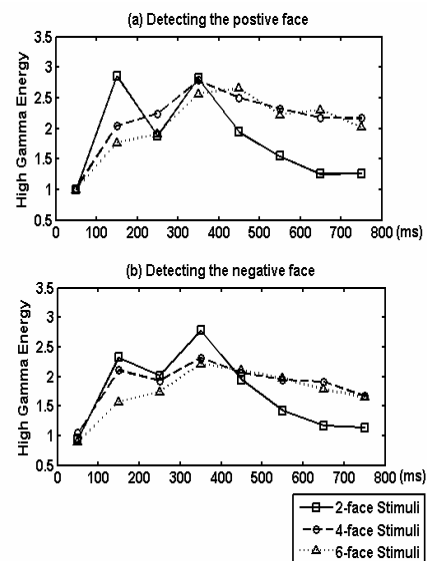 (a) Detecting the postive face
High Gamma Energy
3.5
3
2.5
2
1.5
1
0.5
0 100 200 300 400 500 600 700 800 (ms)
(b) Detecting the negative face
High Gamma Energy
3.5
3
2.5
2
1.5
1
0.5
0 100 200 300 400 500 600 700 800 (ms)
2-face Stimuli
4-face Stimuli
6-face Stimuli